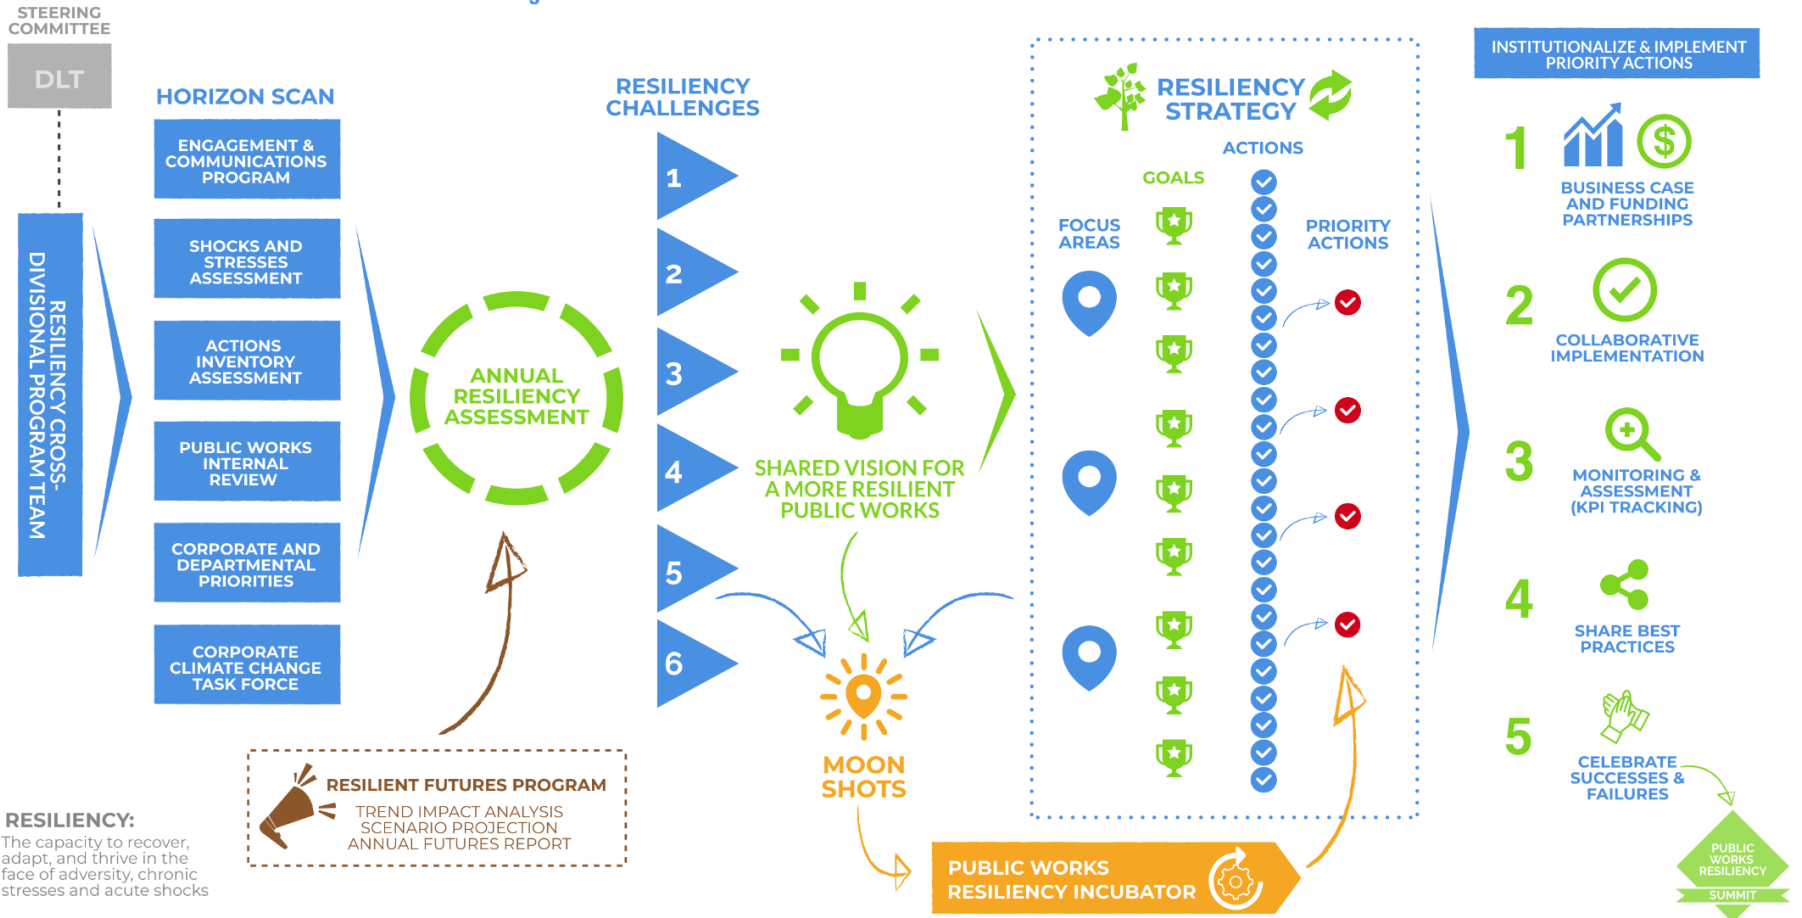 STEERING
COMMITTEE
DLT
RESILIENCY CROSS-
DIVISIONAL PROGRAM TEAM
HORIZON SCAN
ENGAGEMENT &
COMMUNICATIONS
PROGRAM
SHOCKS AND
STRESSES
ASSESSMENT
ACTIONS
INVENTORY
ASSESSMENT
PUBLIC WORKS
INTERNAL
REVIEW
CORPORATE AND
DEPARTMENTAL
PRIORITIES
CORPORATE
CLIMATE CHANGE
TASK FORCE
ANNUAL
RESILIENCY
ASSESSMENT
RESILIENT FUTURES PROGRAM
TREND IMPACT ANALYSIS
SCENARIO PROJECTION
ANNUAL FUTURES REPORT
RESILIENCY:
The capacity to recover,
adapt, and thrive in the
face of adversity, chronic
stresses and acute shocks
RESILIENCY
CHALLENGES
1
2
3
4
5
6
SHARED VISION FOR
A MORE RESILIENT
PUBLIC WORKS
MOON
SHOTS
PUBLIC WORKS
RESILIENCY INCUBATOR
RESILIENCY
STRATEGY
FOCUS
AREAS
GOALS
ACTIONS
PRIORITY
ACTIONS
INSTITUTIONALIZE & IMPLEMENT
PRIORITY ACTIONS
1
$
BUSINESS CASE
AND FUNDING
PARTNERSHIPS
2
COLLABORATIVE
IMPLEMENTATION
3
MONITORING &
ASSESSMENT
(KPI TRACKING)
4
SHARE BEST
PRACTICES
5
CELEBRATE
SUCCESSES &
FAILURES
PUBLIC
WORKS
RESILIENCY
SUMMIT